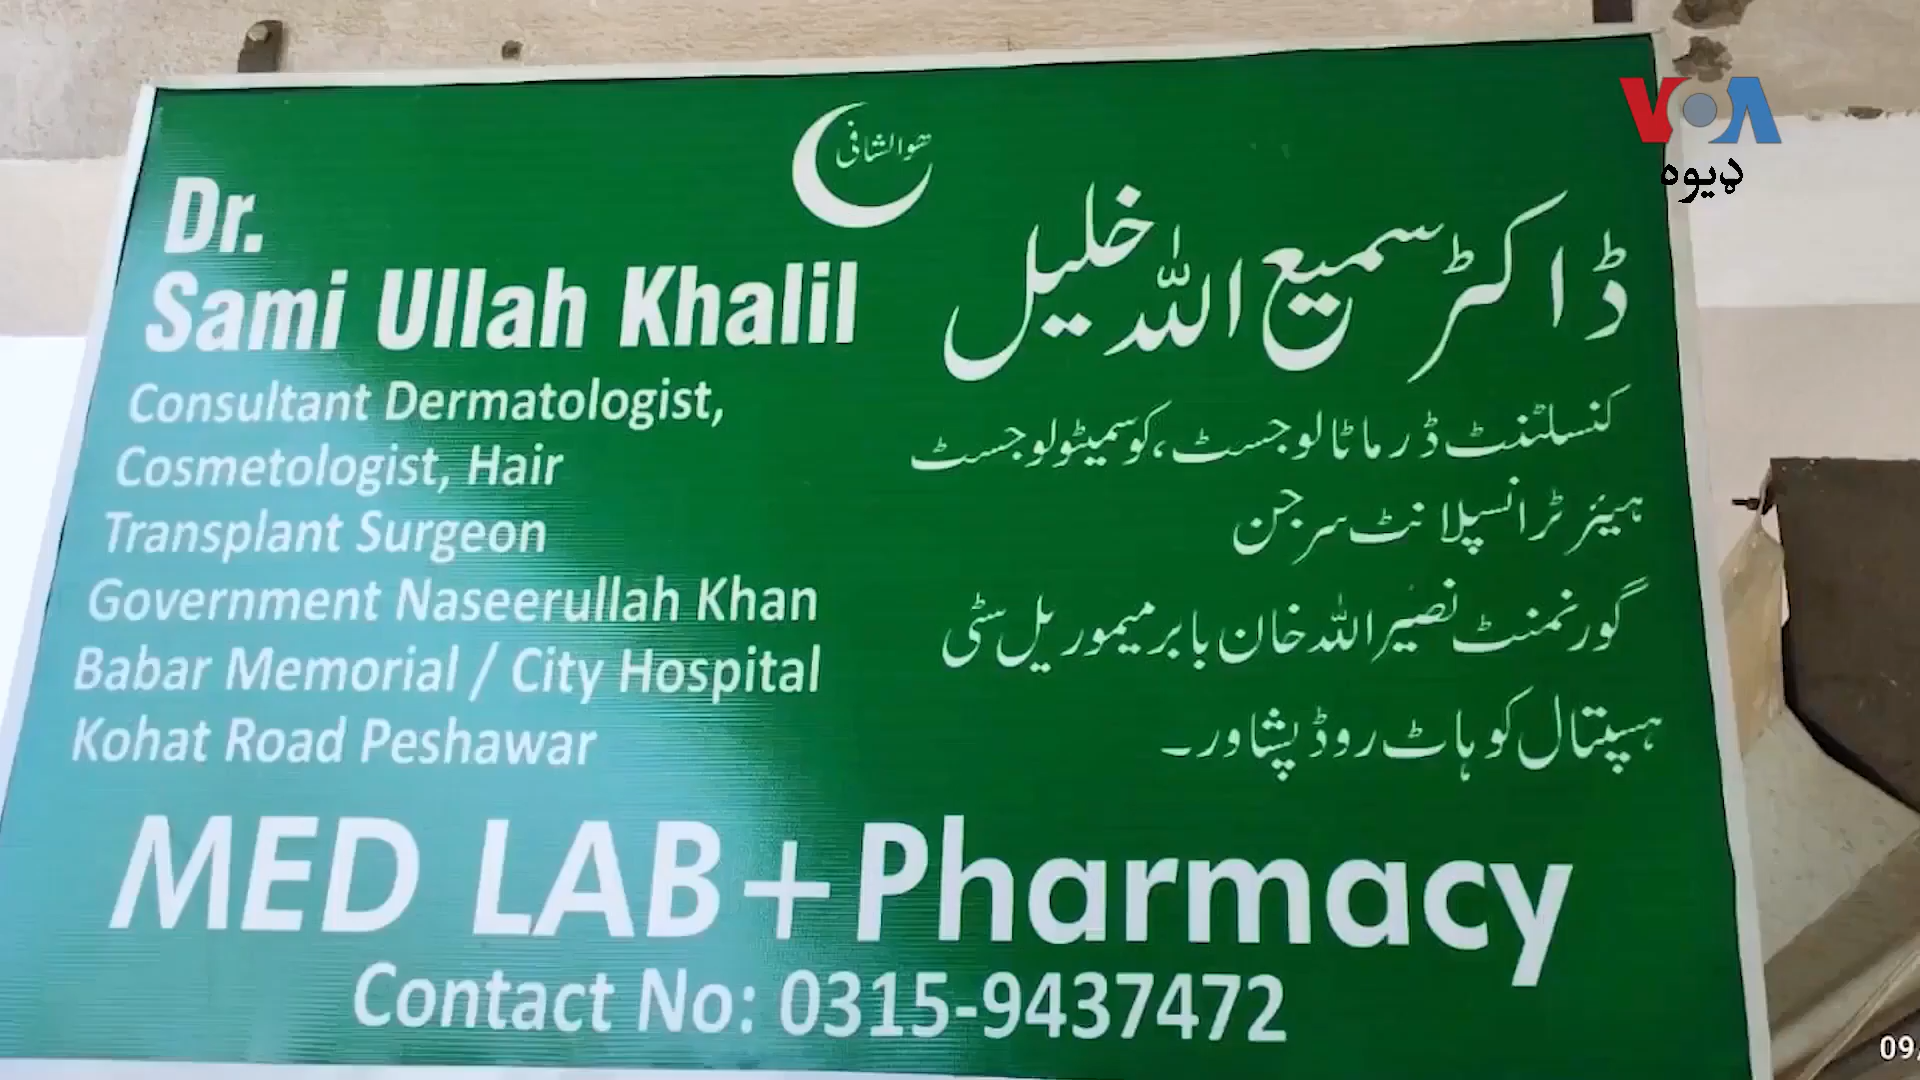 VOA
ډیوه
ھوالشافی
Dr.
Sami Ullah Khalil
Consultant Dermatologist,
Cosmetologist, Hair
Transplant Surgeon
Government Naseerullah Khan
Babar Memorial / City Hospital
Kohat Road Peshawar
ڈاکٹر سمیع اللہ خلیل
کنسلٹنٹ ڈرماٹالوجسٹ، کوسمیٹولوجسٹ
ہیئر ٹرانسپلانٹ سرجن
گورنمنٹ نصیر اللہ خان بابر میموریل سٹی
ہسپتال کوہاٹ روڈ پشاور۔
MED LAB + Pharmacy
Contact No: 0315-9437472